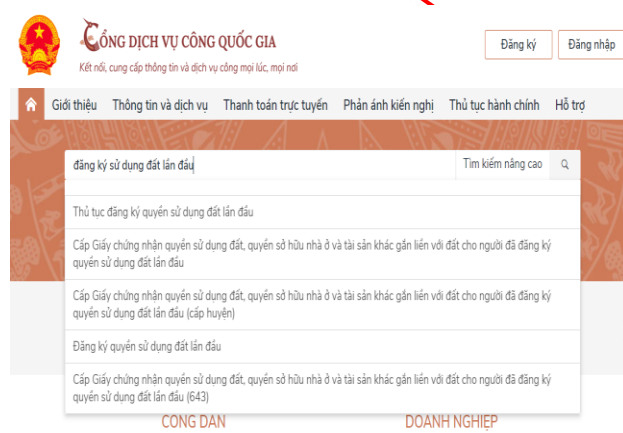 CỔNG DỊCH VỤ CÔNG QUỐC GIA
Kết nối, cung cấp thông tin và dịch vụ công mọi lúc, mọi nơi
Đăng ký
Đăng nhập
Giới thiệu Thông tin và dịch vụ Thanh toán trực tuyến Phản ánh kiến nghị Thủ tục hành chính Hỗ trợ
đăng ký sử dụng đất lần đầu
Tìm kiếm nâng cao
Thủ tục đăng ký quyền sử dụng đất lần đầu
Cấp Giấy chứng nhận quyền sử dụng đất, quyền sở hữu nhà ở và tài sản khác gắn liền với đất cho người đã đăng ký
quyền sử dụng đất lần đầu
Cấp Giấy chứng nhận quyền sử dụng đất, quyền sở hữu nhà ở và tài sản khác gắn liền với đất cho người đã đăng ký
quyền sử dụng đất lần đầu (cấp huyện)
Đăng ký quyền sử dụng đất lần đầu
Cấp Giấy chứng nhận quyền sử dụng đất, quyền sở hữu nhà ở và tài sản khác gắn liền với đất cho người đã đăng ký
quyền sử dụng đất lần đầu (643)
CÔNG DÂN
DOANH NGHIỆP